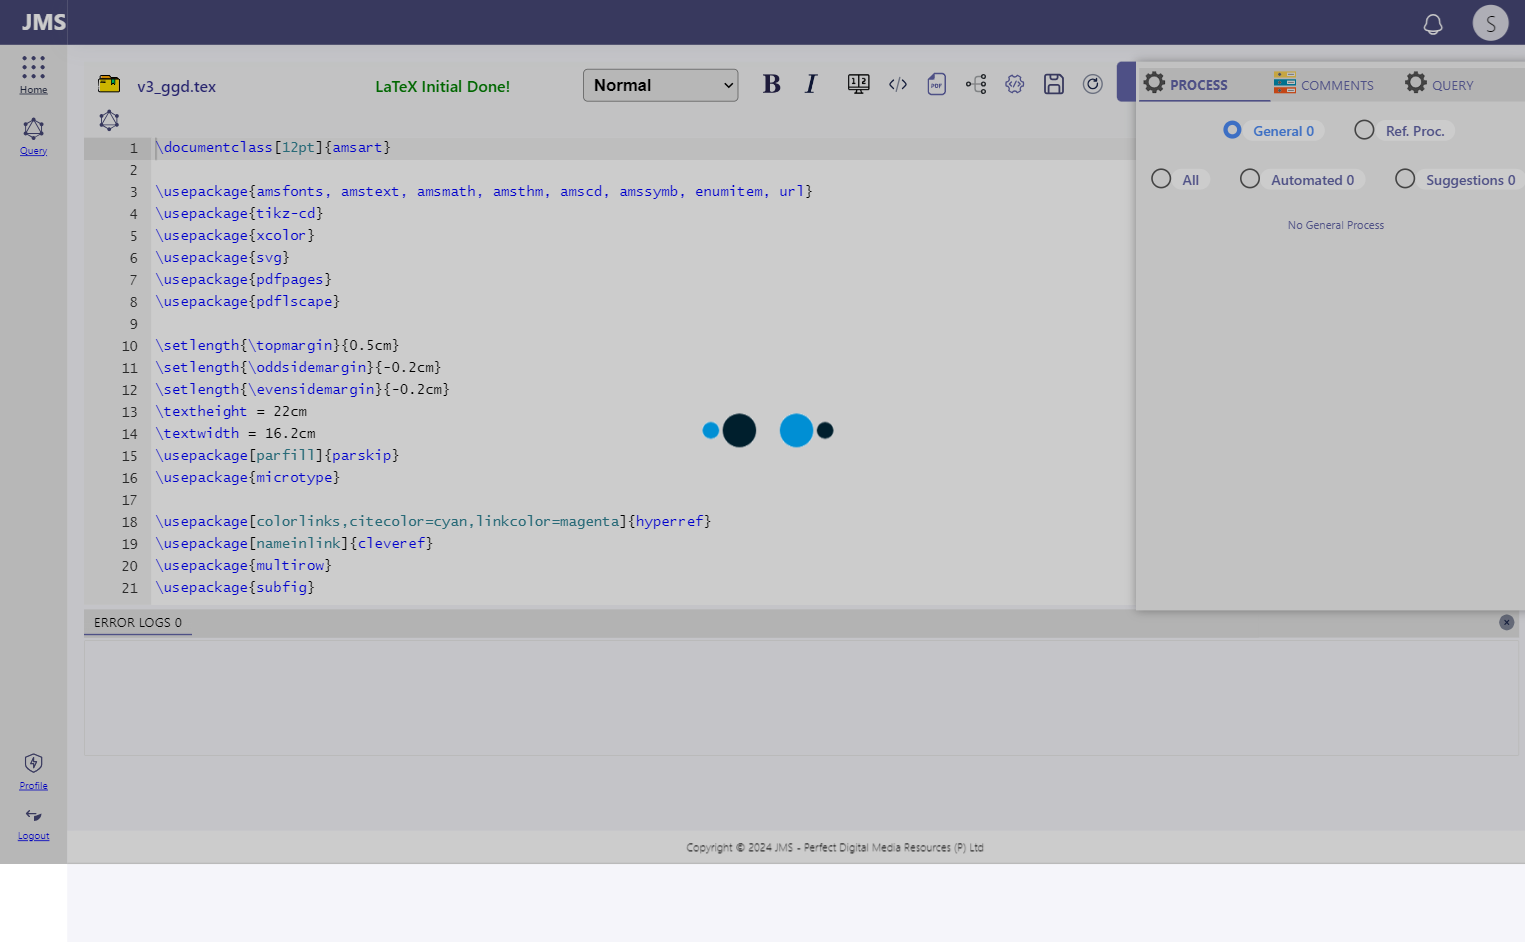 JMS
S
Home
Query
v3_ggd.tex
LaTeX Initial Done!
Normal
B I
1 2
</>
PDF
PROCESS
COMMENTS
QUERY
General 0
Ref. Proc.
All
Automated 0
Suggestions 0
No General Process
1 \documentclass[12pt]{amsart}
2
3 \usepackage{amsfonts, amstext, amsmath, amsthm, amscd, amssymb, enumitem, url}
4 \usepackage{tikz-cd}
5 \usepackage{xcolor}
6 \usepackage{svg}
7 \usepackage{pdfpages}
8 \usepackage{pdflscape}
9
10 \setlength{\topmargin}{0.5cm}
11 \setlength{\oddsidemargin}{-0.2cm}
12 \setlength{\evensidemargin}{-0.2cm}
13 \textheight = 22cm
14 \textwidth = 16.2cm
15 \usepackage[parfill]{parskip}
16 \usepackage{microtype}
17
18 \usepackage[colorlinks,citecolor=cyan,linkcolor=magenta]{hyperref}
19 \usepackage[nameinlink]{cleveref}
20 \usepackage{multirow}
21 \usepackage{subfig}
ERROR LOGS 0
Profile
Logout
Copyright © 2024 JMS - Perfect Digital Media Resources (P) Ltd